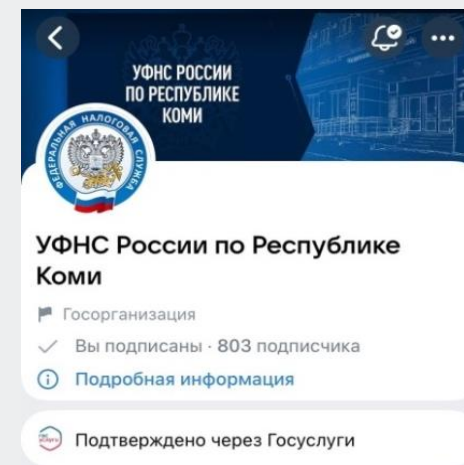 УФНС РОССИИ
ПО РЕСПУБЛИКЕ
КОМИ
ФЕДЕРАЛЬНАЯ НАЛОГОВАЯ СЛУЖБА
УФНС России по Республике
Коми
Госорганизация
Вы подписаны · 803 подписчика
Подробная информация
Подтверждено через Госуслуги